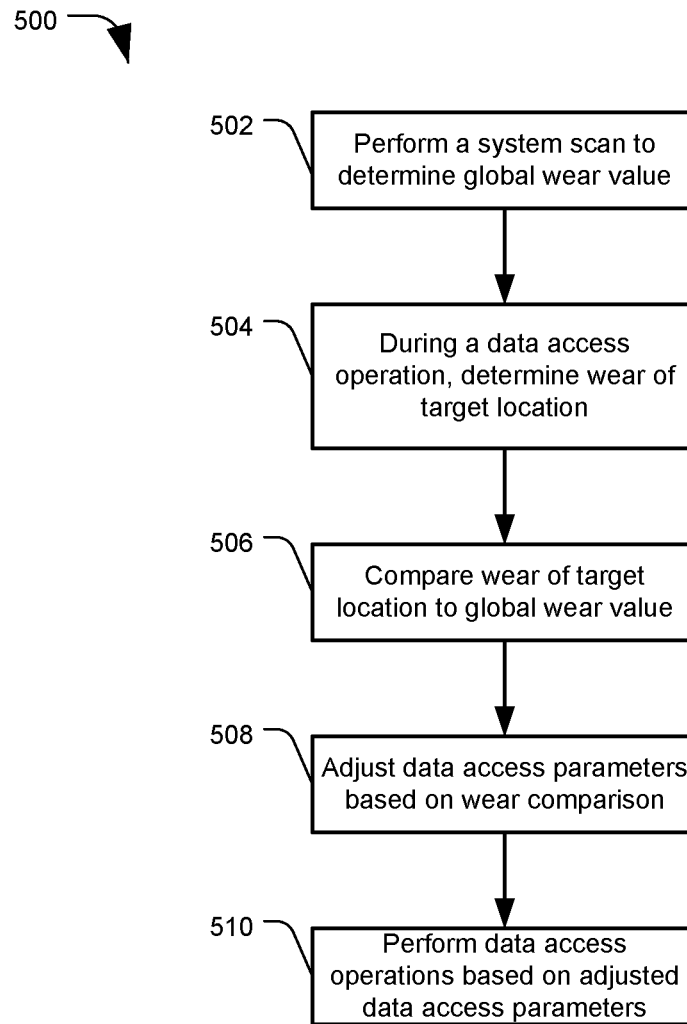 500
502
Perform a system scan to
determine global wear value
504
During a data access
operation, determine wear of
target location
506
Compare wear of target
location to global wear value
508
Adjust data access parameters
based on wear comparison
510
Perform data access
operations based on adjusted
data access parameters